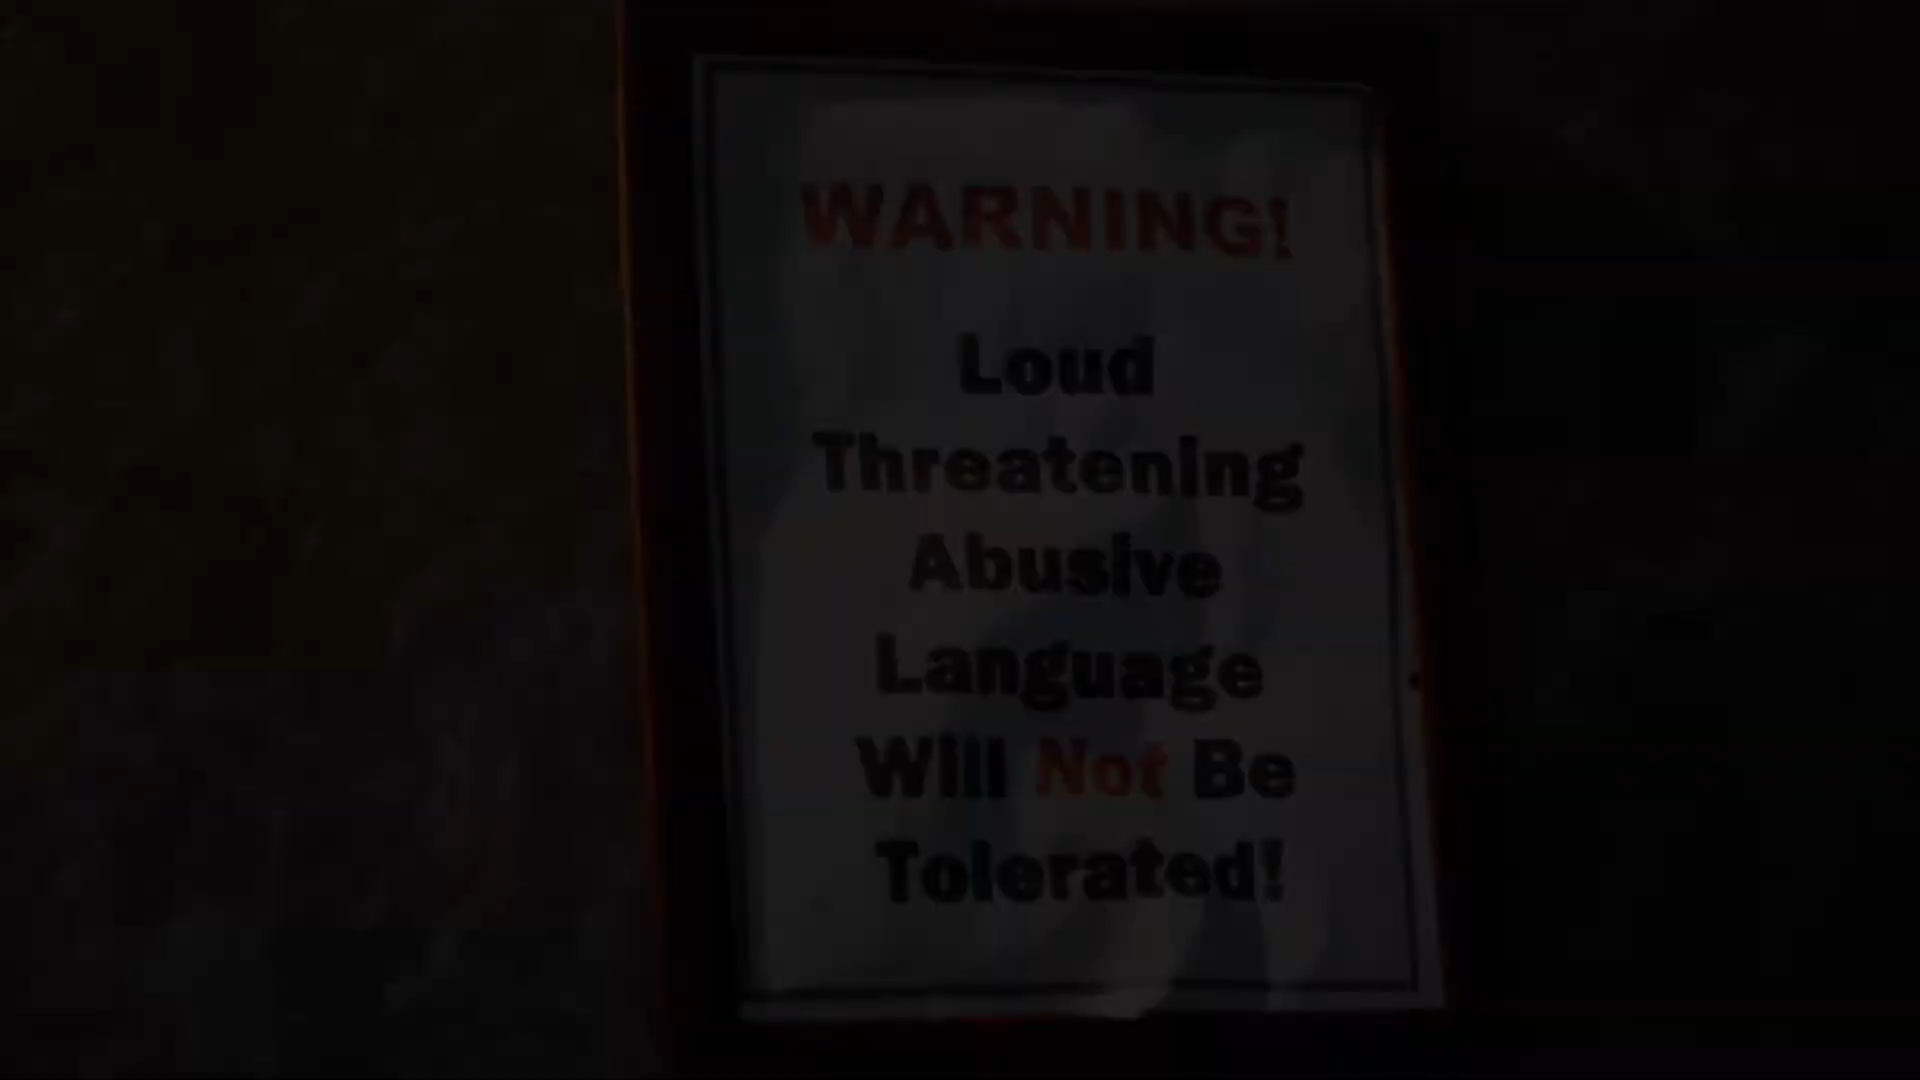 WARNING!
Loud
Threatening
Abusive
Language
Will Not Be
Tolerated!